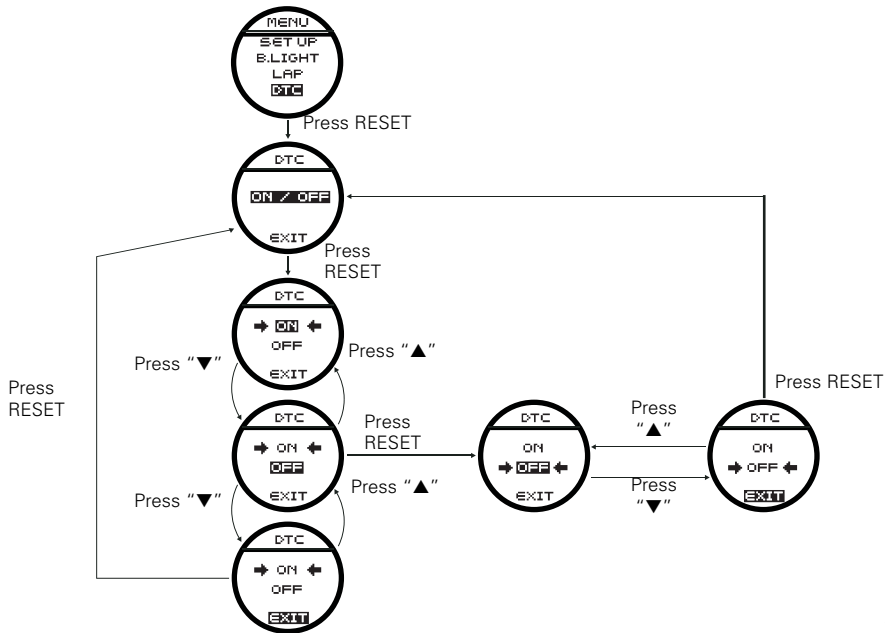 MENU
SET UP
B.LIGHT
LAP
DTC
Press RESET
DTC
ON / OFF
EXIT
Press
RESET
DTC
➔ ON ←
OFF
EXIT
Press "▼"
Press "▲"
Press
RESET
DTC
➔ ON ←
OFF
EXIT
Press
RESET
Press "▼"
Press "▲"
DTC
➔ ON ←
OFF
EXIT
DTC
ON
➔ OFF ←
EXIT
Press
"▲"
Press
"▼"
DTC
ON
➔ OFF ←
EXIT
Press RESET